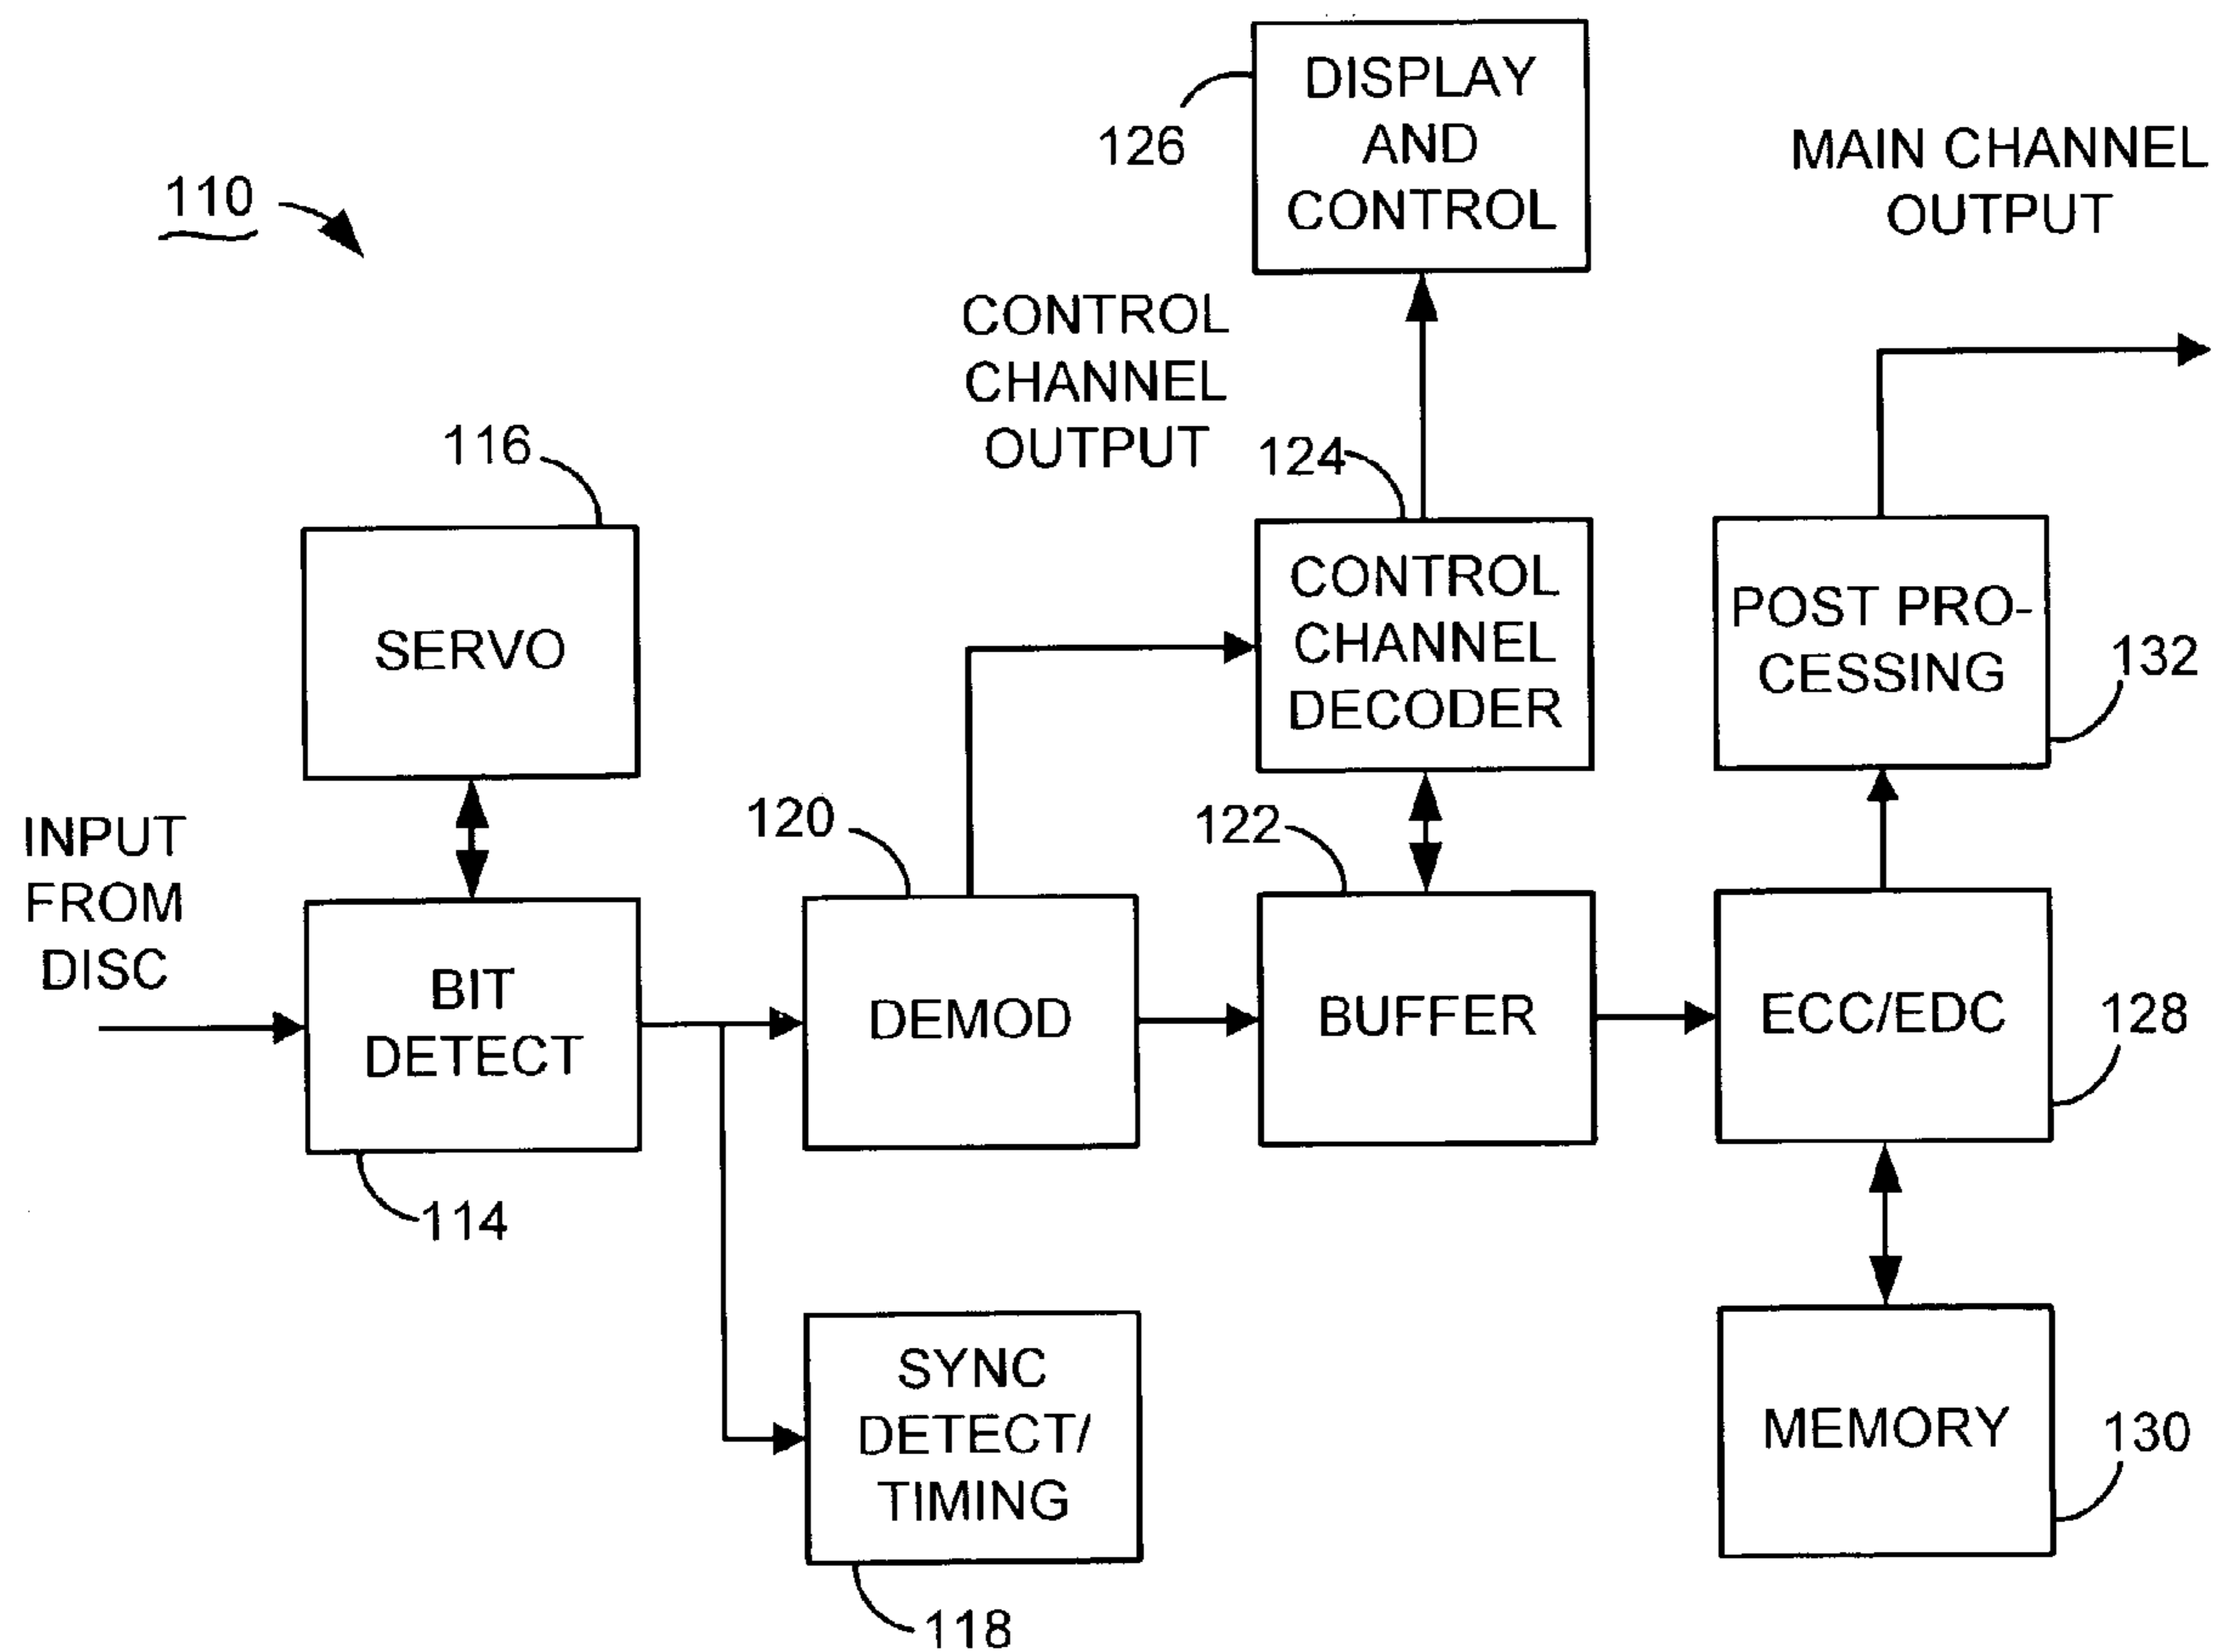 DISPLAY
AND
CONTROL
126
MAIN CHANNEL
OUTPUT
110
CONTROL
CHANNEL
OUTPUT
116
124
SERVO
CONTROL
CHANNEL
DECODER
POST PRO-
CESSING
132
INPUT
FROM
DISC
120
122
BIT
DETECT
DEMOD
BUFFER
ECC/EDC
128
114
SYNC
DETECT/
TIMING
MEMORY
130
118